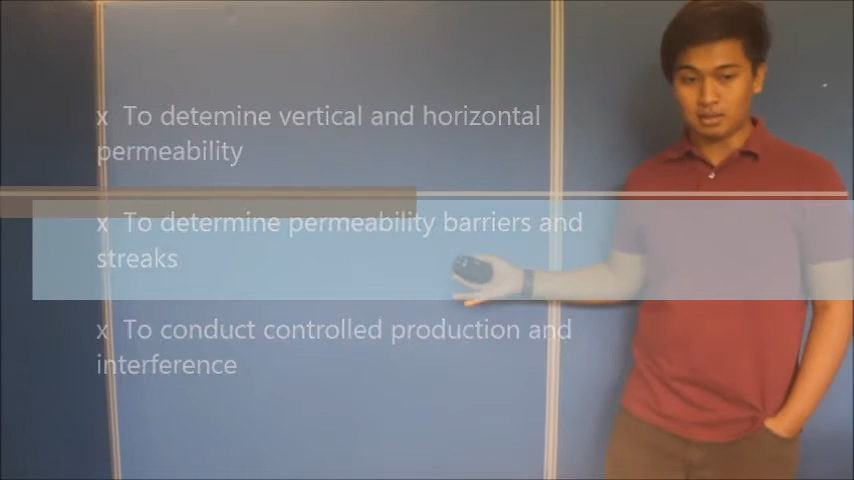 x To detemine vertical and horizontal
permeability
x To determine permeability barriers and
streaks
x To conduct controlled production and
interference